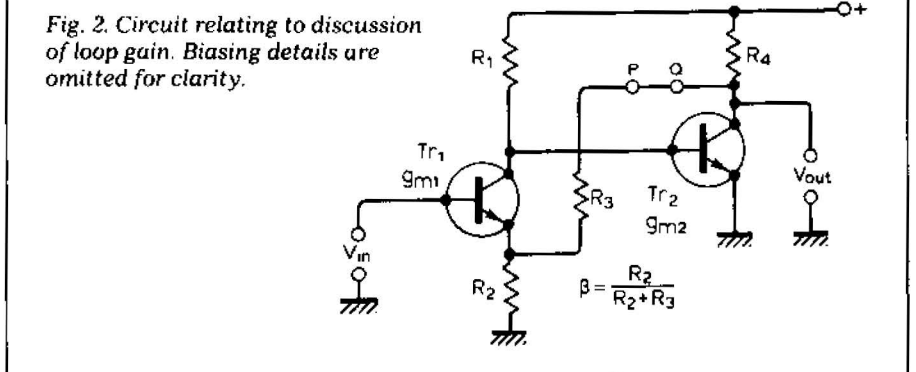 Fig. 2. Circuit relating to discussion
of loop gain. Biasing details are
omitted for clarity.
O+
R1
R4
P Q
Tr1
gm1
R3
Tr2
gm2
Vout
Vin
R2
β = R2
R2+R3